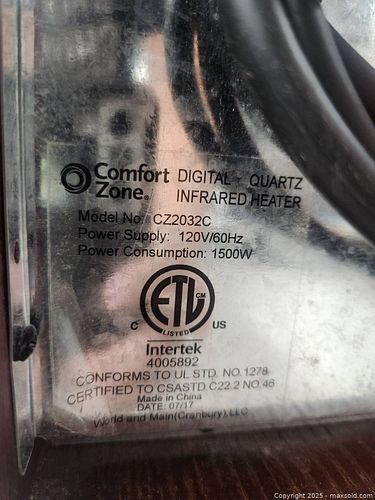 Comfort Zone® DIGITAL - QUARTZ
INFRARED HEATER
Model No: CZ2032C
Power Supply: 120V/60Hz
Power Consumption: 1500W
ETL CM
C LISTED US
Intertek
4005892
CONFORMS TO UL STD. NO.1278
CERTIFIED TO CSASTD.C22.2 NO.46
Made in China
DATE: 07/17
World and Main(Cranbury),LLC
Copyright 2025 - maxsold.com